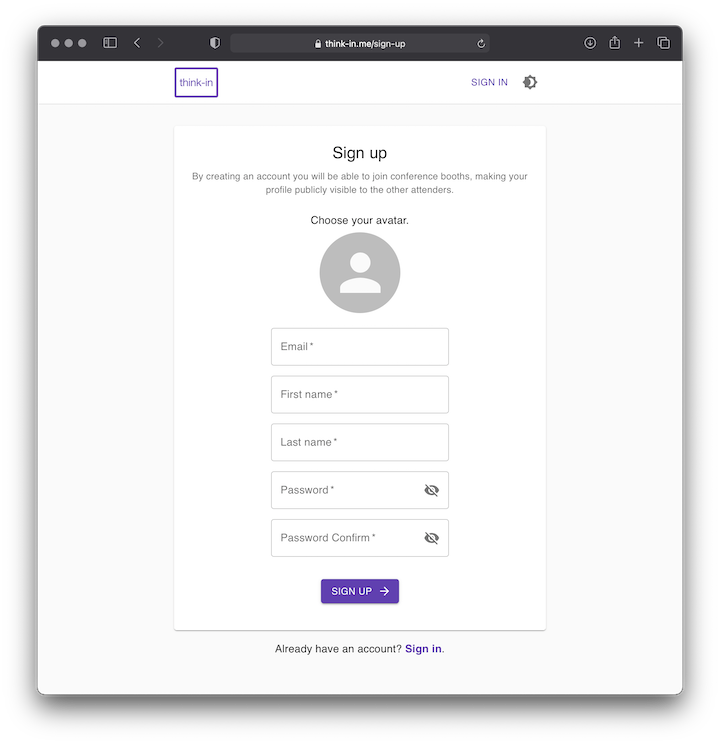 think-in.me/sign-up
think-in
SIGN IN
Sign up
By creating an account you will be able to join conference booths, making your
profile publicly visible to the other attenders.
Choose your avatar.
Email *
First name *
Last name *
Password *
Password Confirm *
SIGN UP
Already have an account? Sign in.